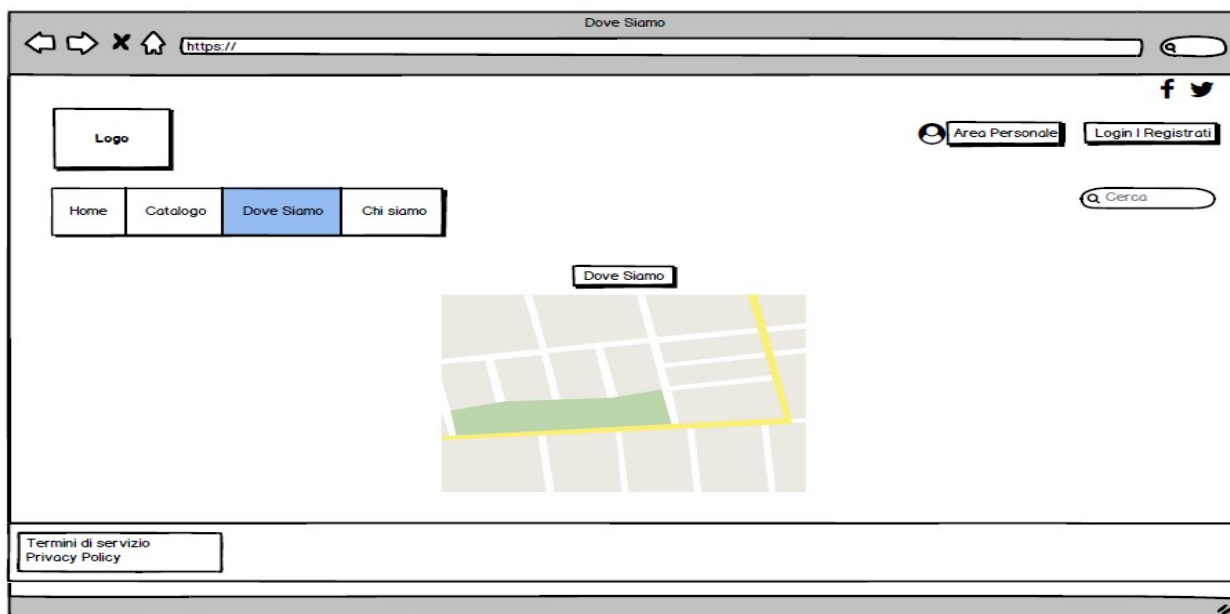 Dove Siamo
https://
Logo
Area Personale
Login | Registrati
Home
Catalogo
Dove Siamo
Chi siamo
Cerca
Dove Siamo
Termini di servizio
Privacy Policy